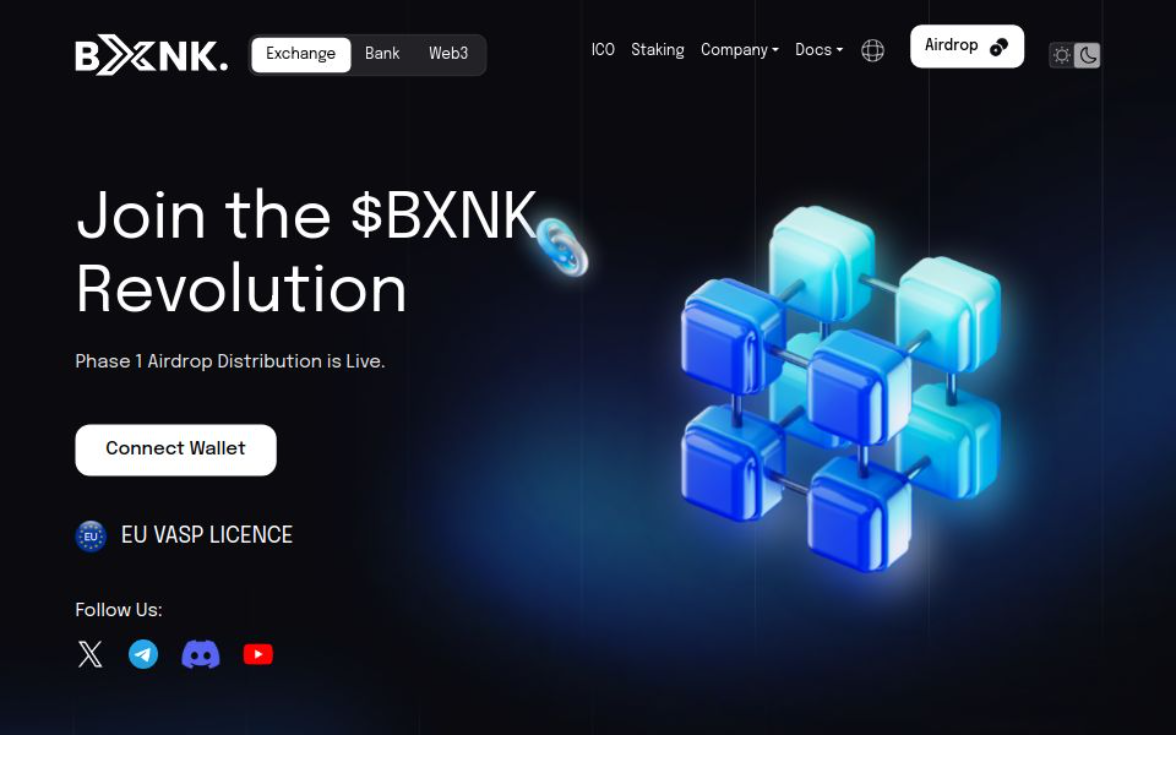 BXNK.
Exchange Bank Web3
ICO Staking Company Docs
Airdrop
Join the $BXNK
Revolution
Phase 1 Airdrop Distribution is Live.
Connect Wallet
EU
EU VASP LICENCE
Follow Us: